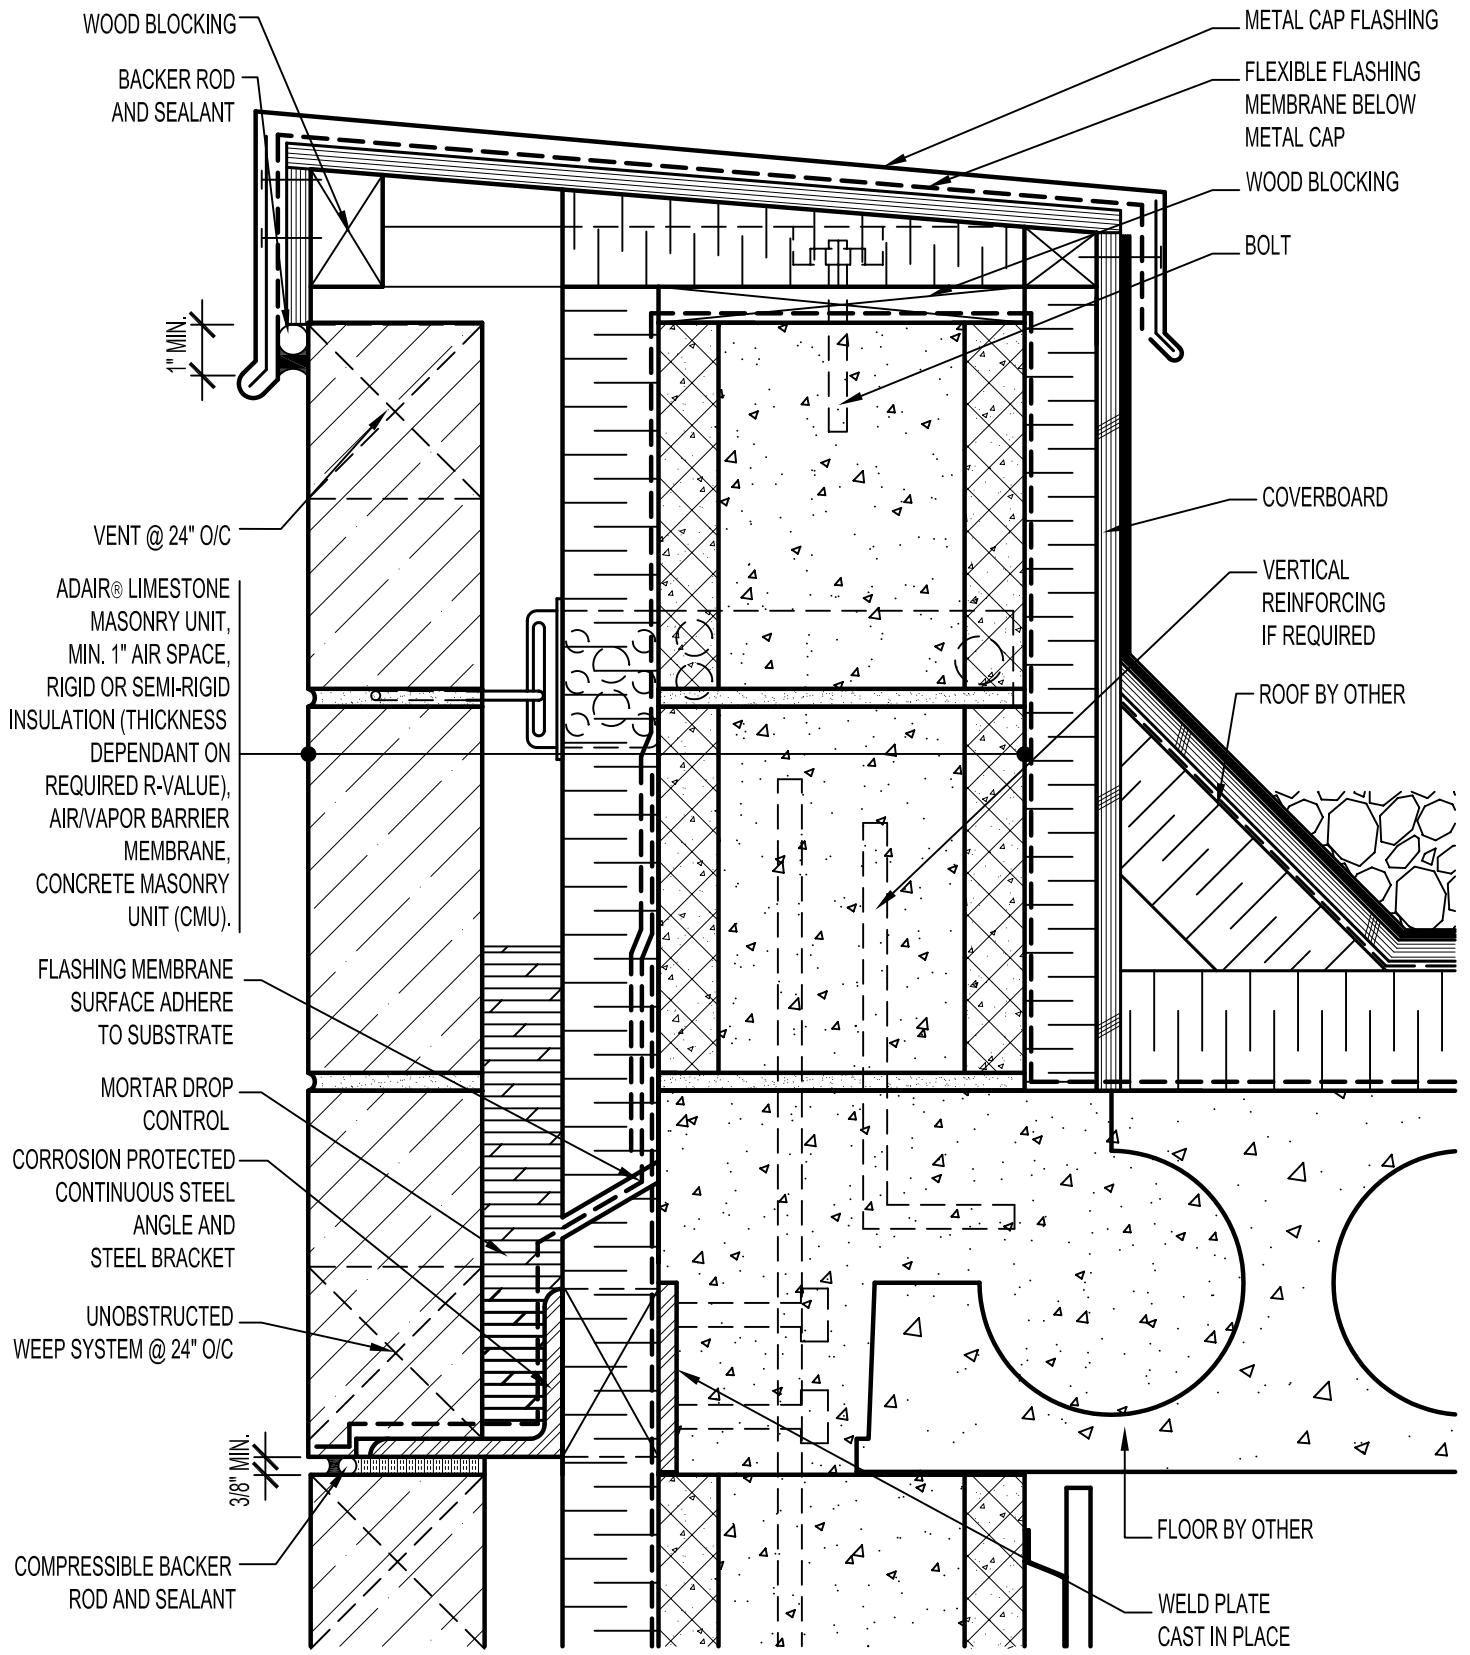 WOOD BLOCKING
BACKER ROD
AND SEALANT
1" MIN.
VENT @ 24" O/C
ADAIR® LIMESTONE
MASONRY UNIT,
MIN. 1" AIR SPACE,
RIGID OR SEMI-RIGID
INSULATION (THICKNESS
DEPENDANT ON
REQUIRED R-VALUE),
AIR/VAPOR BARRIER
MEMBRANE,
CONCRETE MASONRY
UNIT (CMU).
FLASHING MEMBRANE
SURFACE ADHERE
TO SUBSTRATE
MORTAR DROP
CONTROL
CORROSION PROTECTED
CONTINUOUS STEEL
ANGLE AND
STEEL BRACKET
UNOBSTRUCTED
WEEP SYSTEM @ 24" O/C
3/8" MIN.
COMPRESSIBLE BACKER
ROD AND SEALANT
METAL CAP FLASHING
FLEXIBLE FLASHING
MEMBRANE BELOW
METAL CAP
WOOD BLOCKING
BOLT
COVERBOARD
VERTICAL
REINFORCING
IF REQUIRED
ROOF BY OTHER
FLOOR BY OTHER
WELD PLATE
CAST IN PLACE